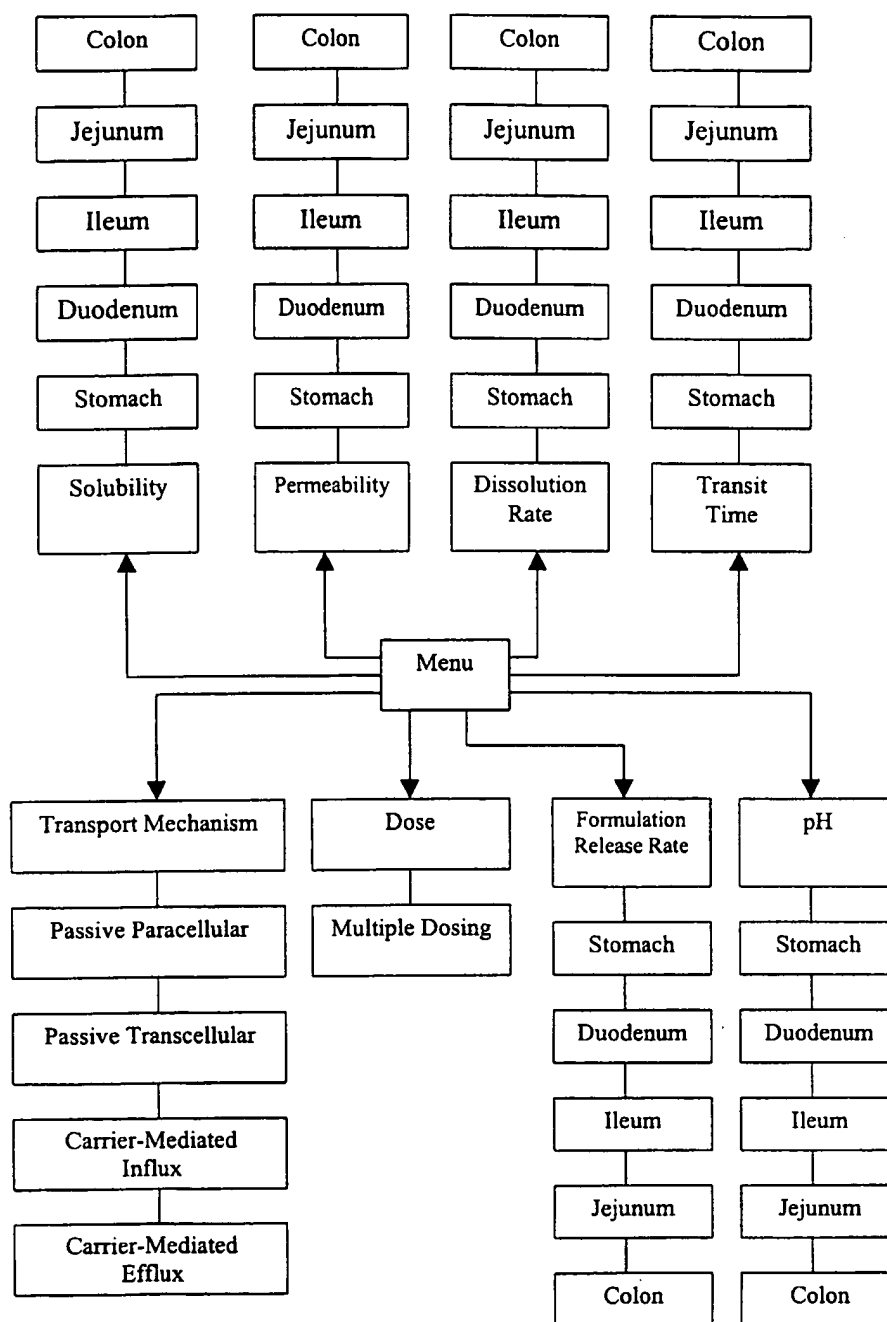 Colon
Colon
Colon
Colon
Jejunum
Jejunum
Jejunum
Jejunum
Ileum
Ileum
Ileum
Ileum
Duodenum
Duodenum
Duodenum
Duodenum
Stomach
Stomach
Stomach
Stomach
Solubility
Permeability
Dissolution
Rate
Transit
Time
Menu
Transport Mechanism
Dose
Formulation
Release Rate
pH
Passive Paracellular
Multiple Dosing
Stomach
Stomach
Passive Transcellular
Duodenum
Duodenum
Carrier-Mediated
Influx
Ileum
Ileum
Carrier-Mediated
Efflux
Jejunum
Jejunum
Colon
Colon